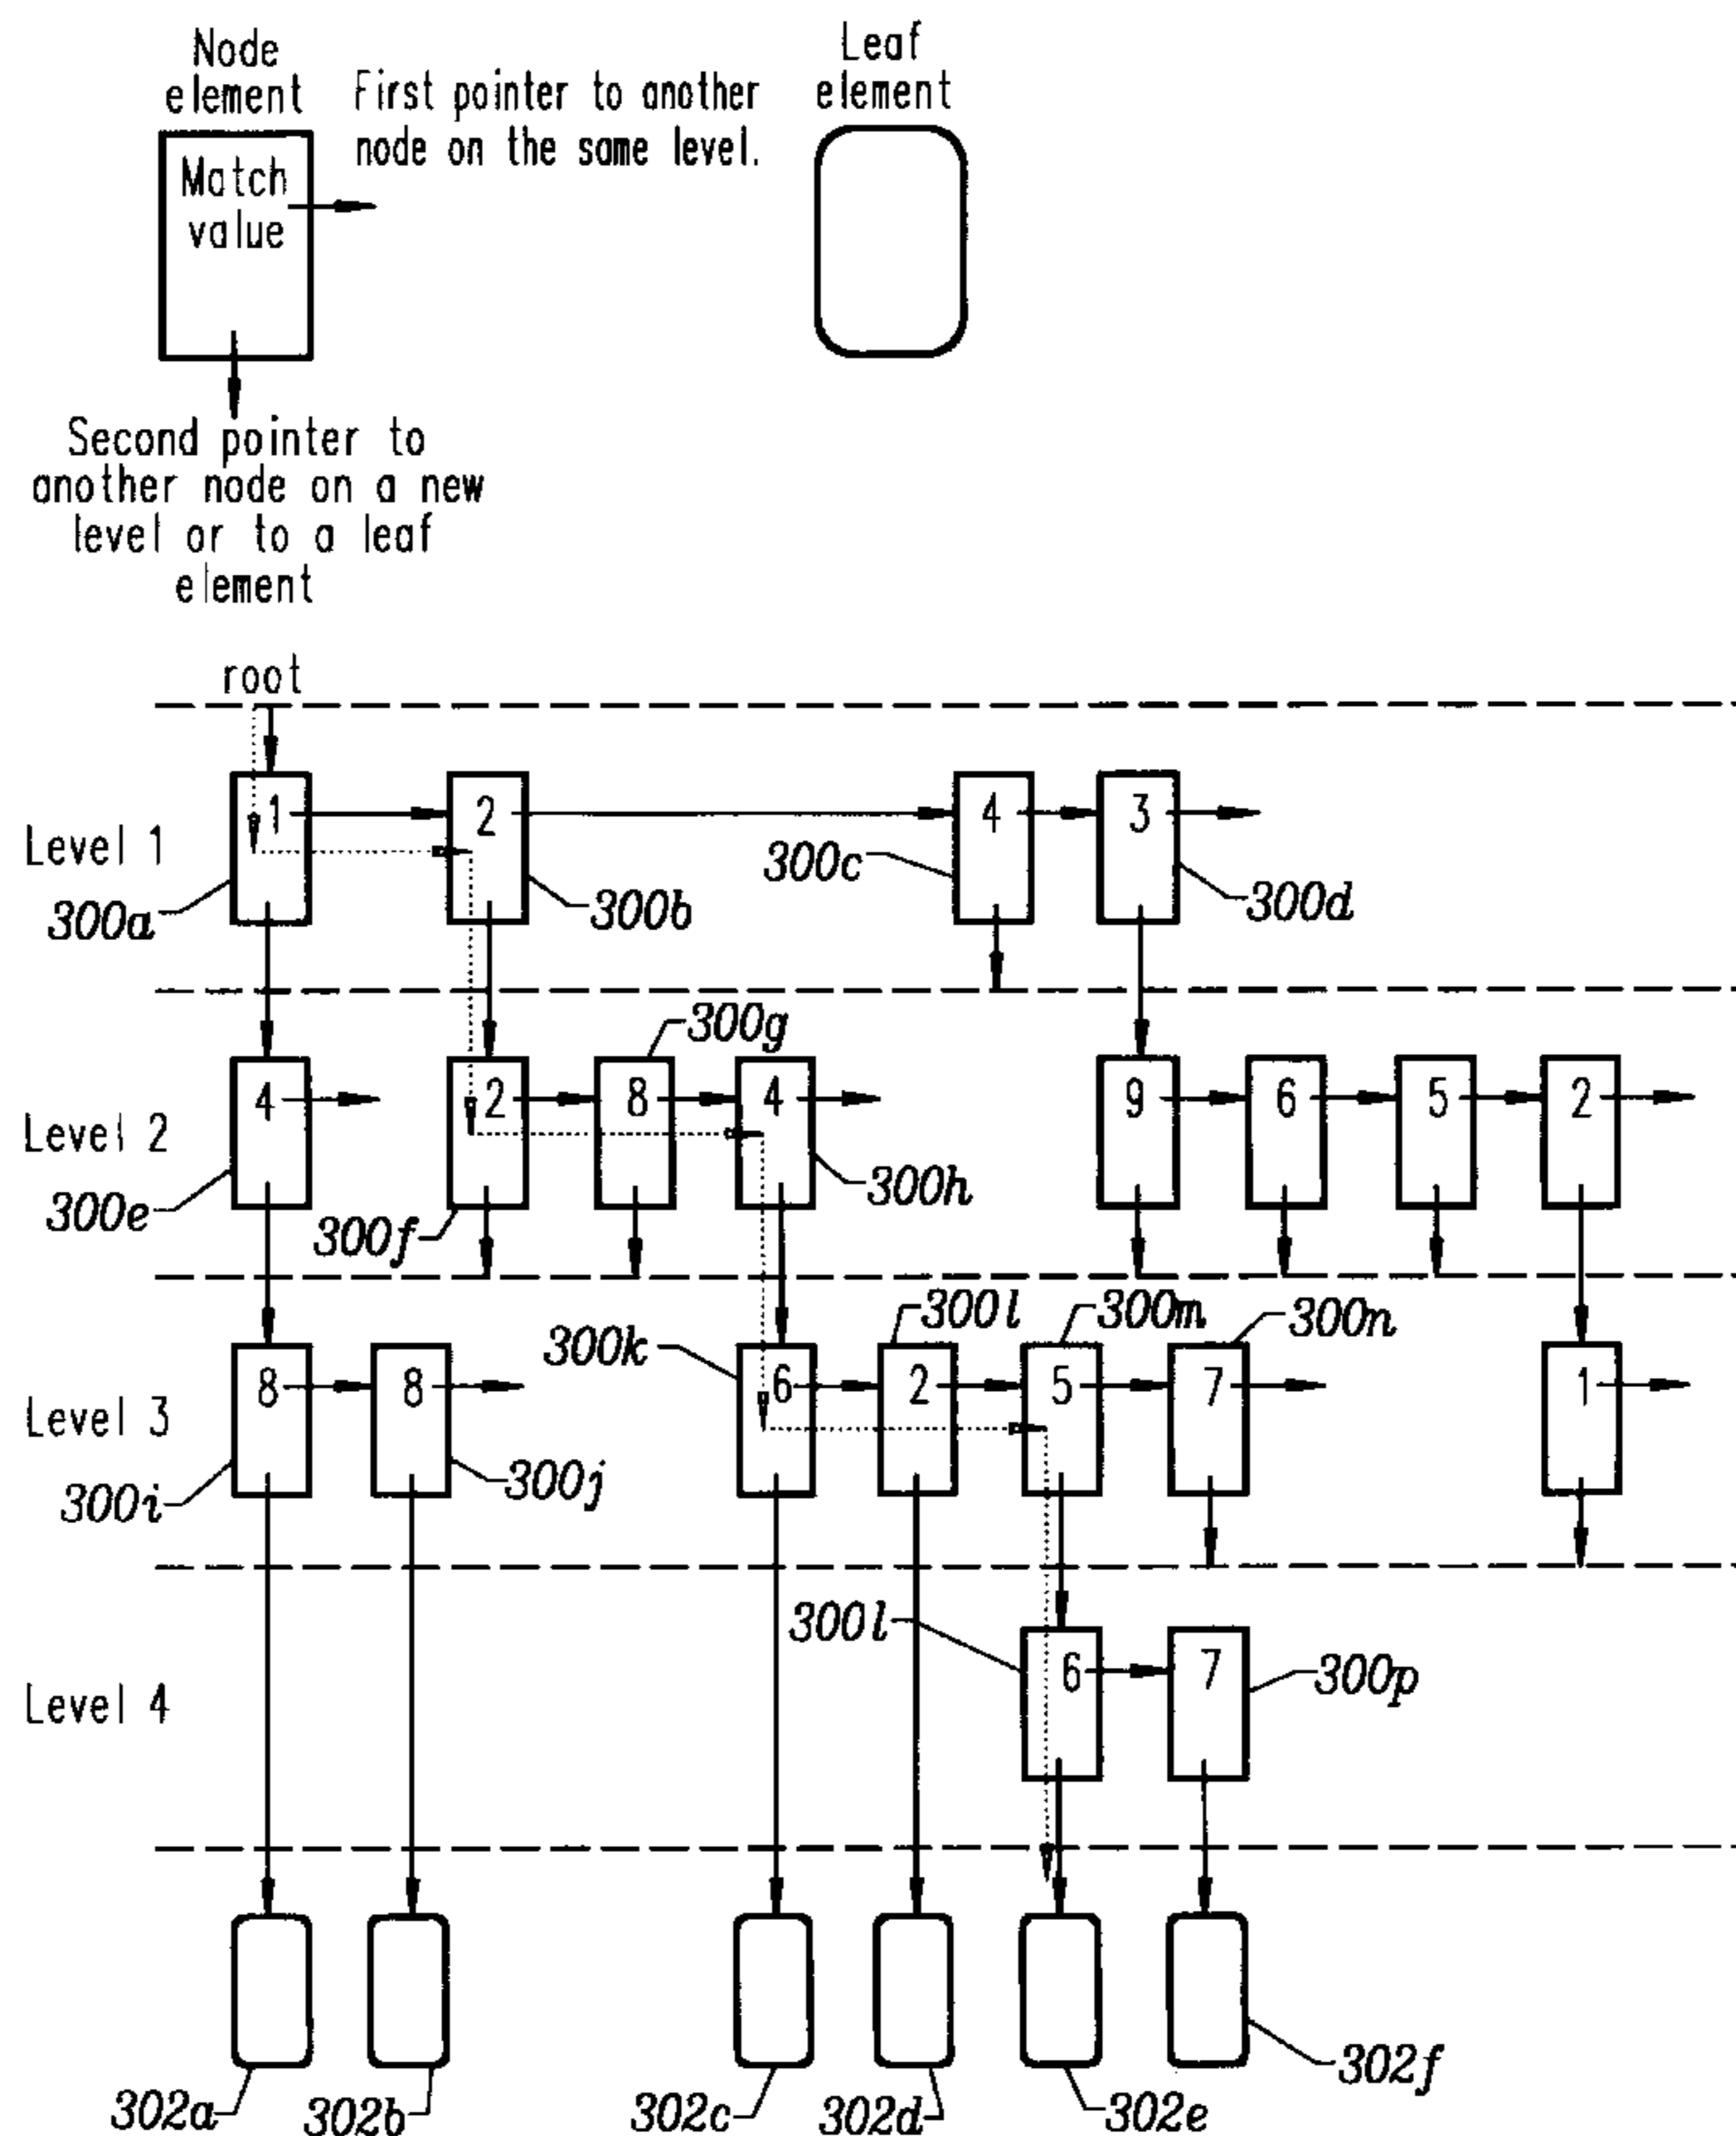 Node
element
First pointer to another
node on the same level.
Leaf
element
Match
value
Second pointer to
another node on a new
level or to a leaf
element
root
Level 1
1
2
4
3
300a
300b
300c
300d
Level 2
4
2
8
4
9
6
5
2
300e
300f
300g
300h
Level 3
8
8
6
2
5
7
1
300i
300j
300k
300l
300m
300n
Level 4
6
7
300l
300p
302a
302b
302c
302d
302e
302f